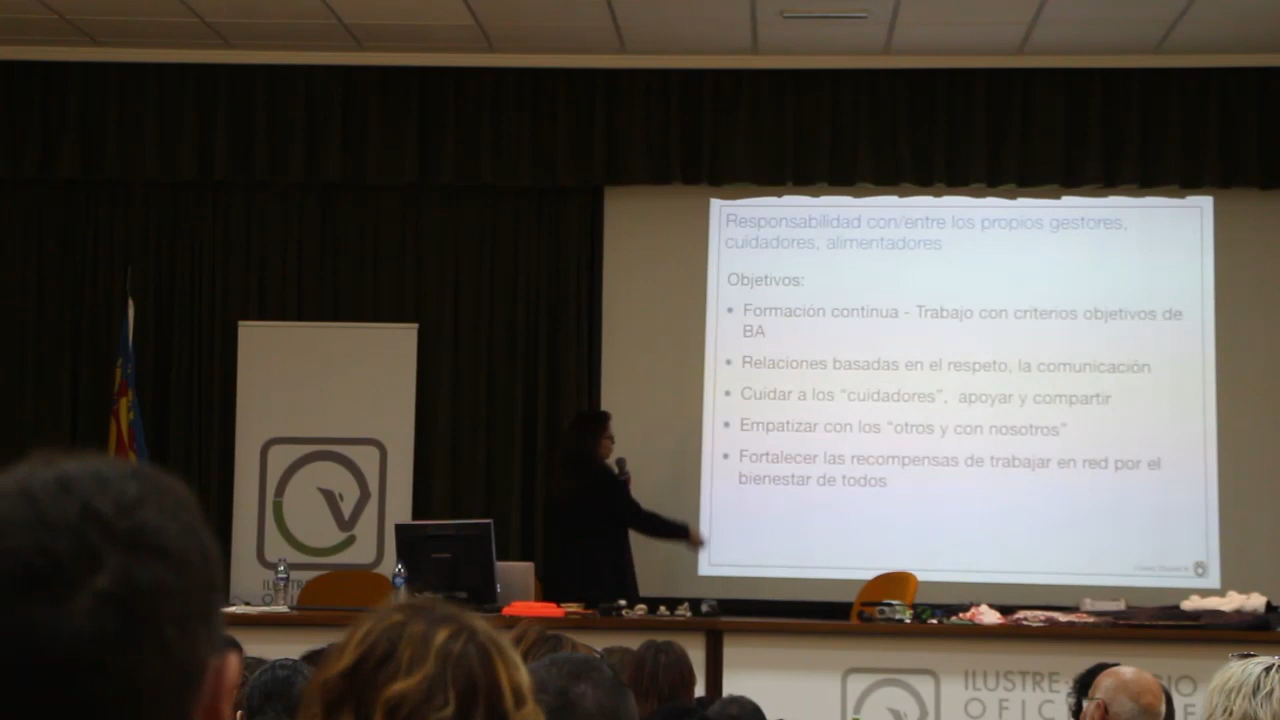 Responsabilidad con/entre los propios gestores,
cuidadores, alimentadores
Objetivos:
• Formación contínua - Trabajo con criterios objetivos de
BA
• Relaciones basadas en el respeto, la comunicación
• Cuidar a los “cuidadores”, apoyar y compartir
• Empatizar con los “otros y con nosotros”
• Fortalecer las recompensas de trabajar en red por el
bienestar de todos
ILUSTRE
OFIC